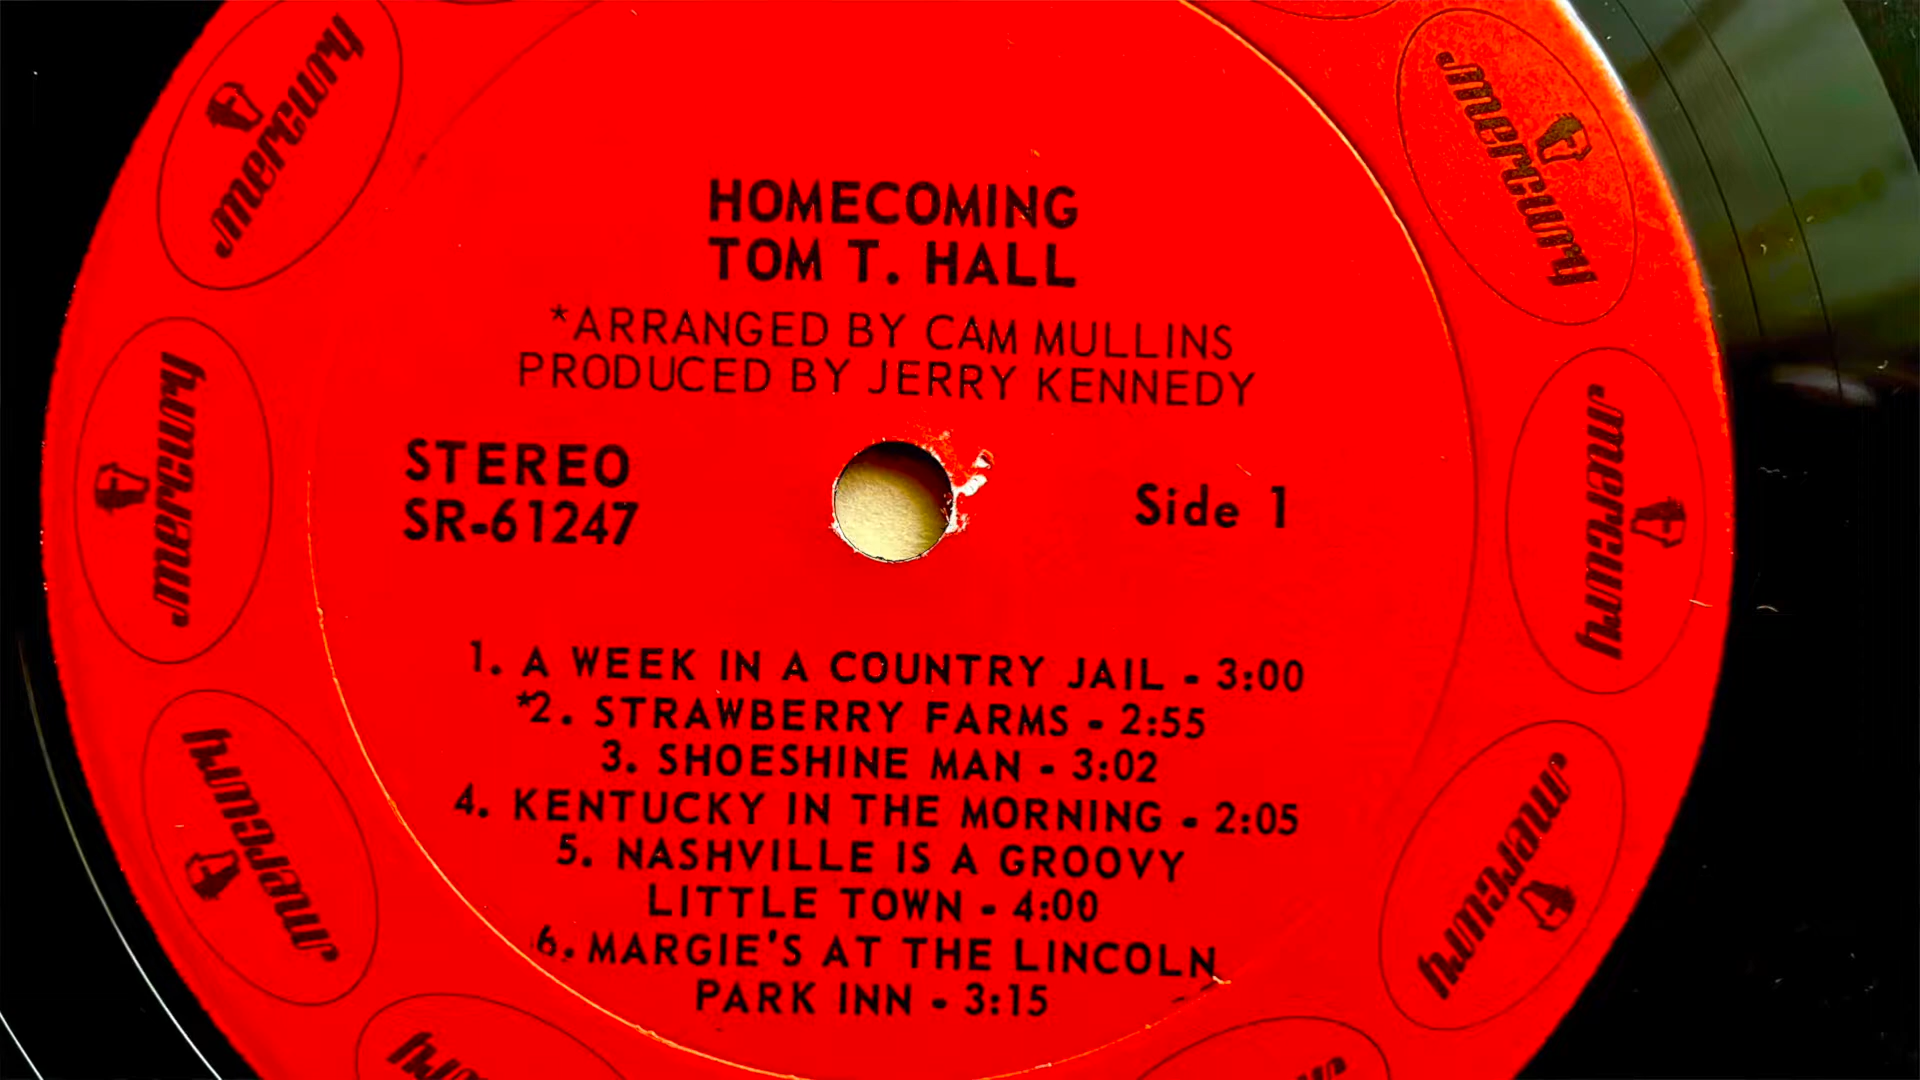 mercury
mercury
HOMECOMING
TOM T. HALL
*ARRANGED BY CAM MULLINS
PRODUCED BY JERRY KENNEDY
mercury
STEREO
SR-61247
Side 1
mercury
1. A WEEK IN A COUNTRY JAIL - 3:00
*2. STRAWBERRY FARMS - 2:55
3. SHOESHINE MAN - 3:02
4. KENTUCKY IN THE MORNING - 2:05
5. NASHVILLE IS A GROOVY
LITTLE TOWN - 4:00
6. MARGIE'S AT THE LINCOLN
PARK INN - 3:15
mercury
mercury